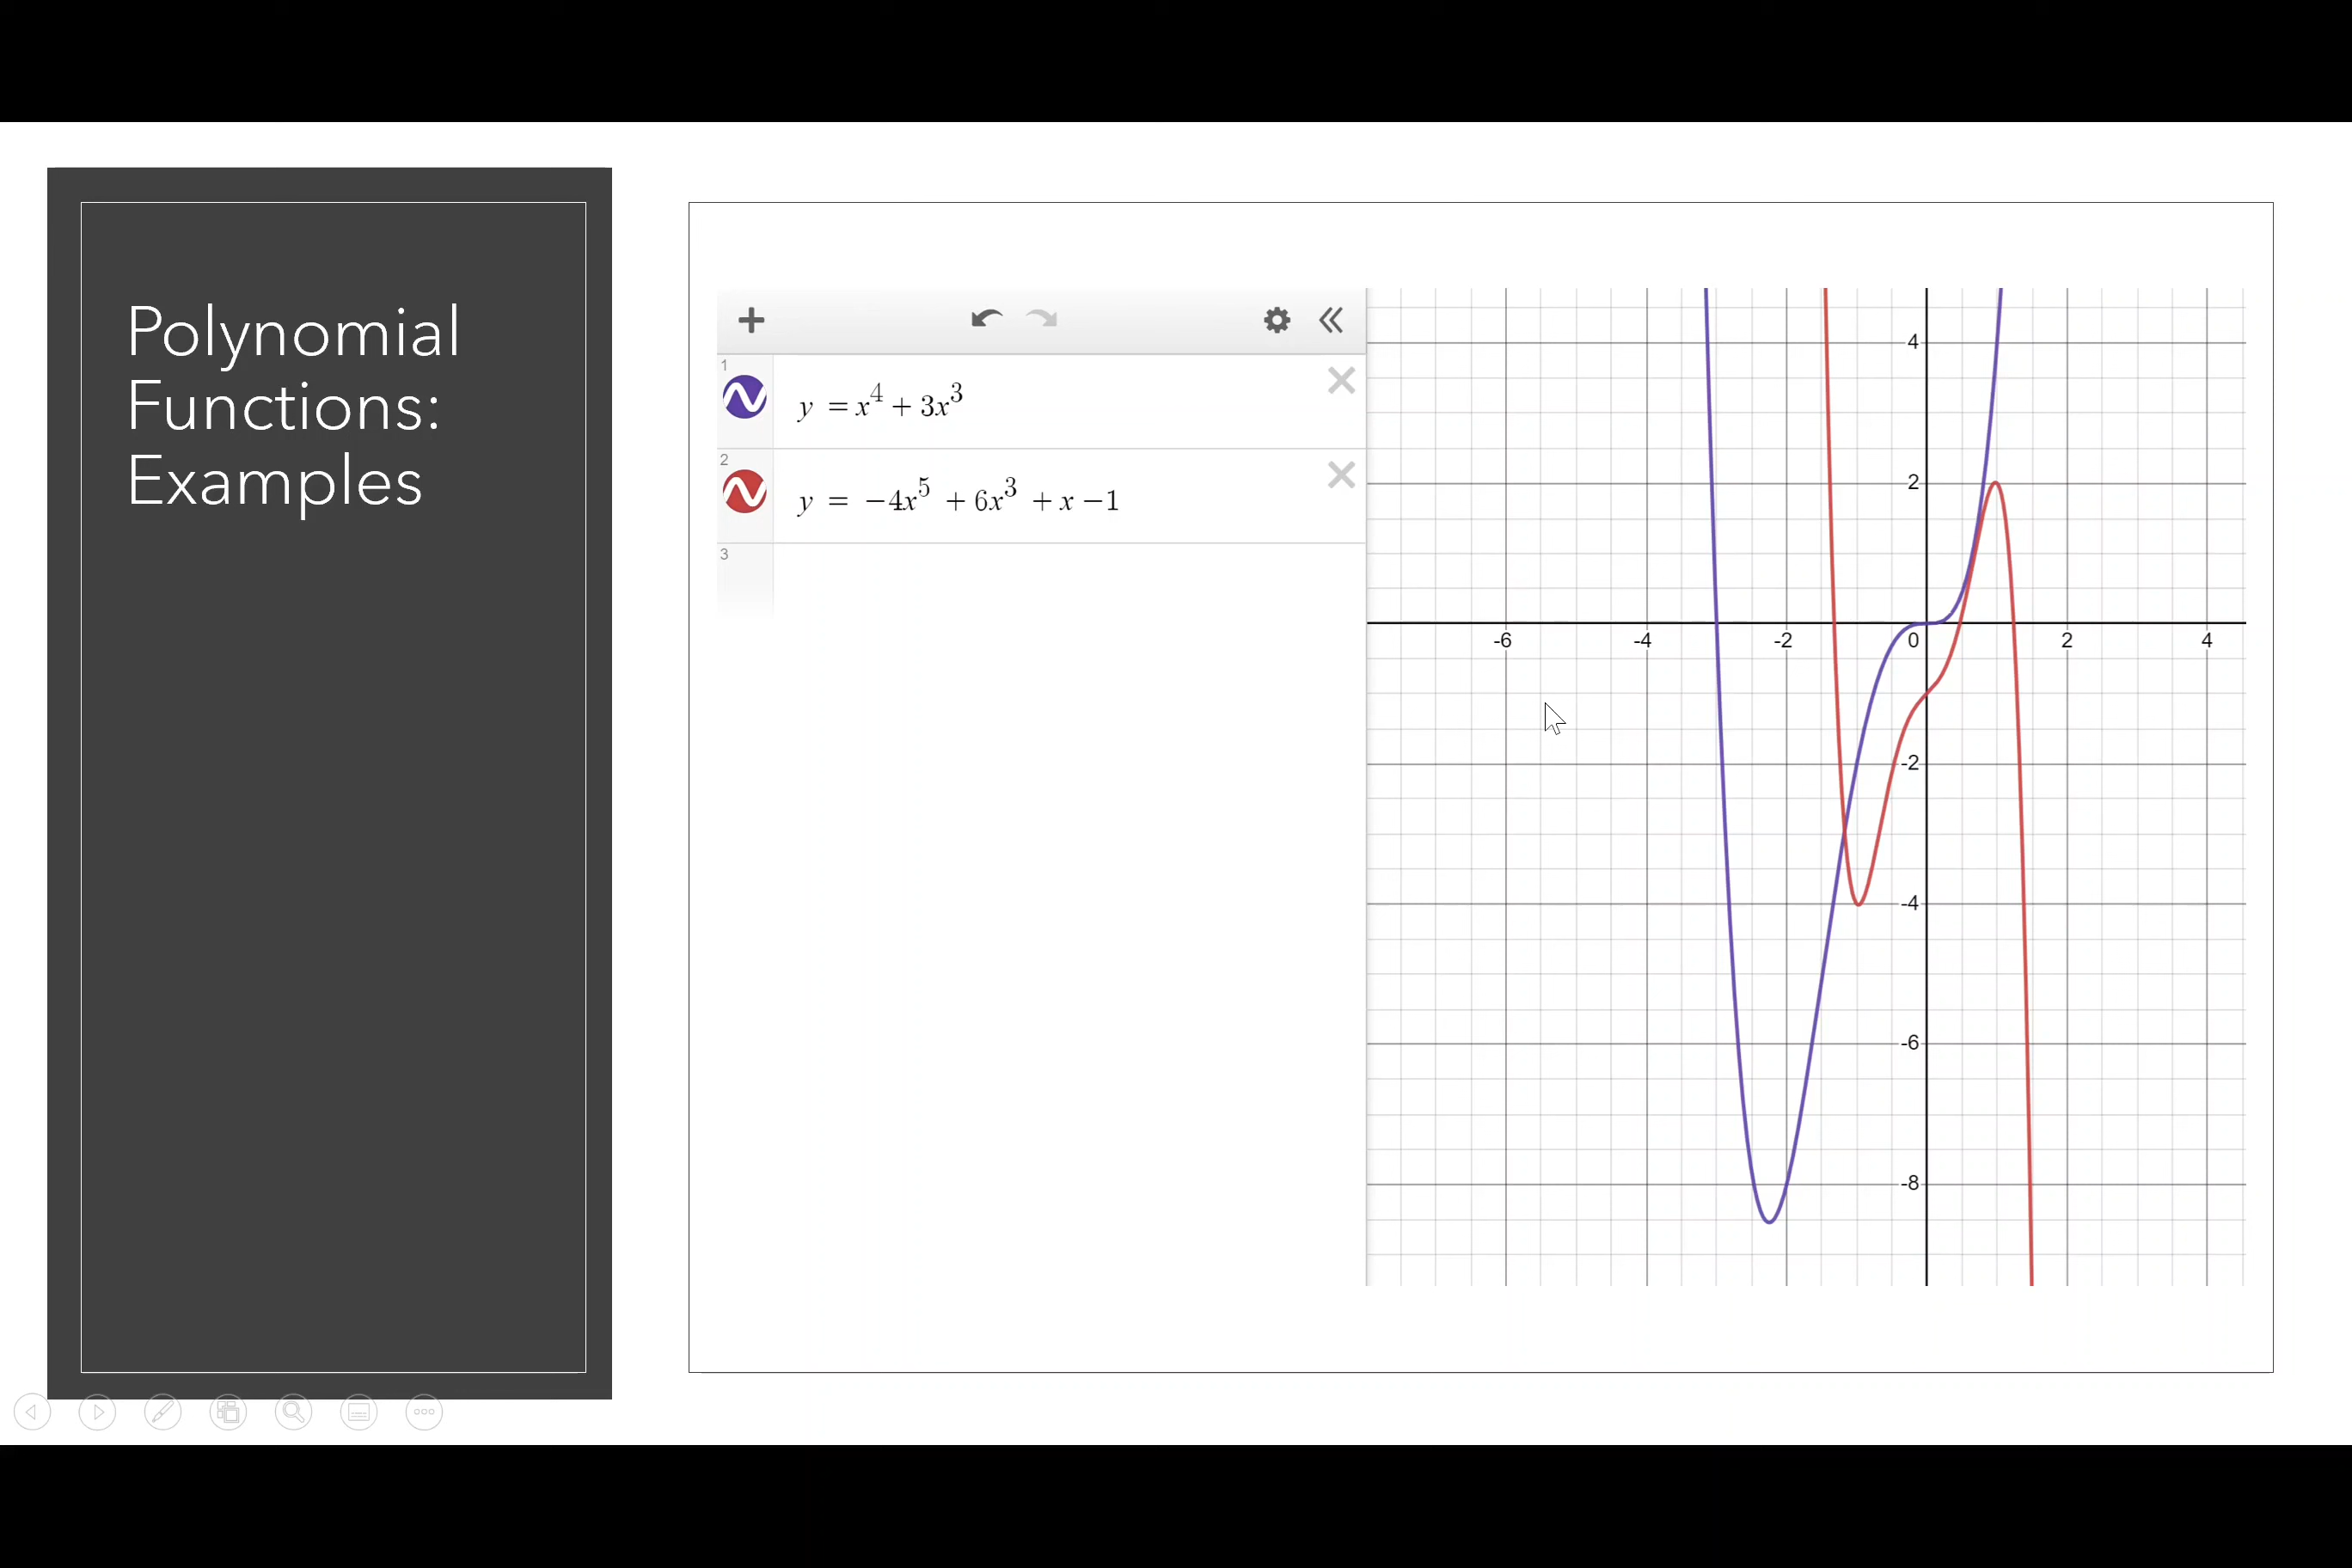 Polynomial
Functions:
Examples
1
y = x^4 + 3x^3
2
y = −4x^5 + 6x^3 + x − 1
3
4
2
-6 -4 -2 0 2 4
-2
-4
-6
-8